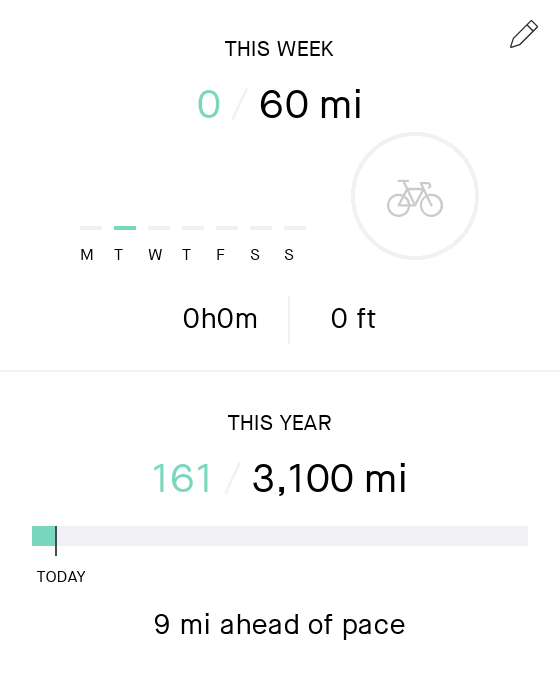 THIS WEEK
0 / 60 mi
M T W T F S S
0h0m 0 ft
THIS YEAR
161 / 3,100 mi
TODAY
9 mi ahead of pace